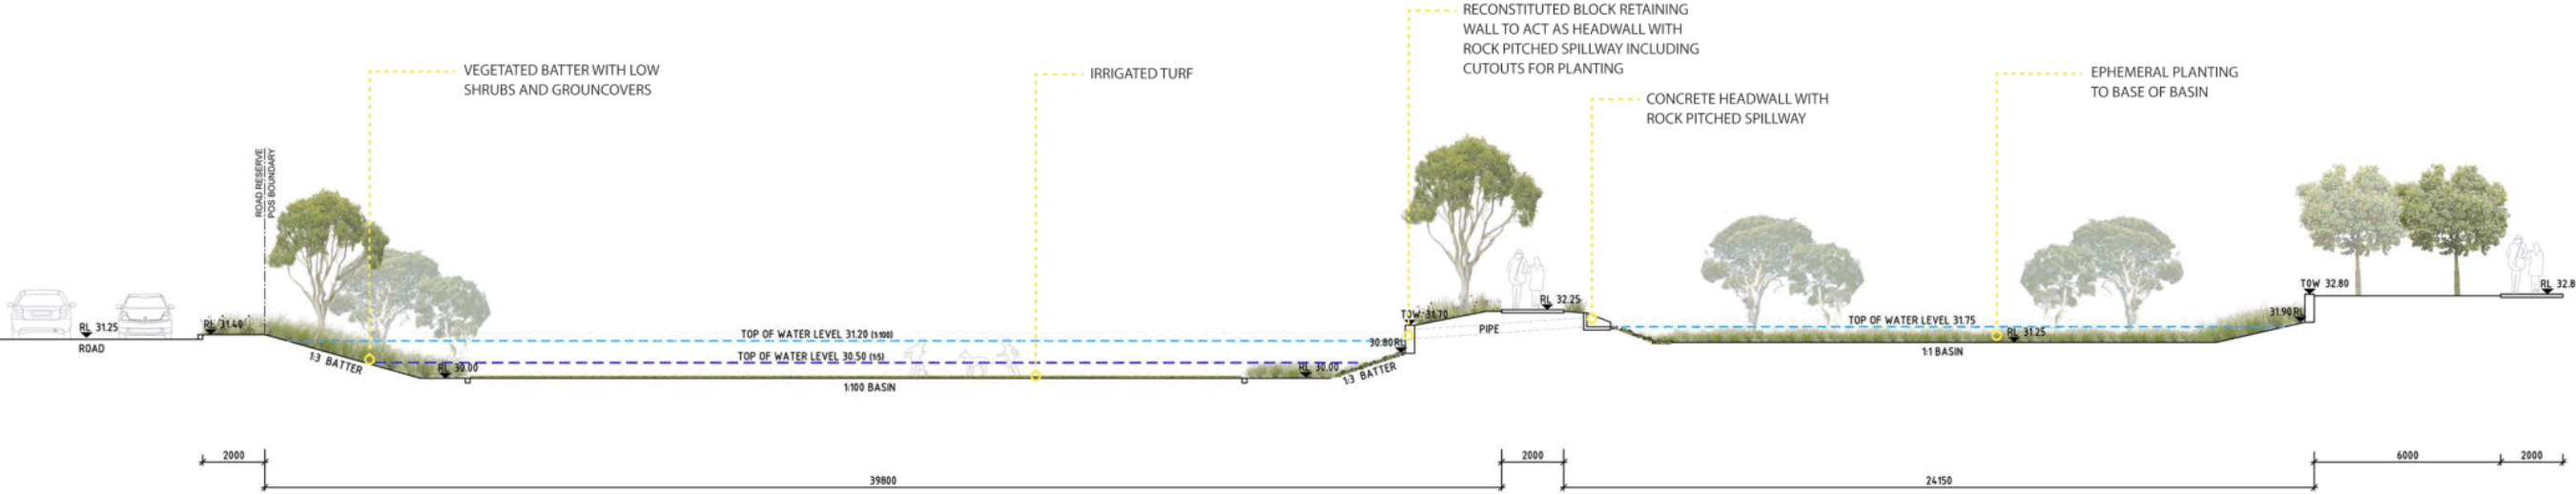 RECONSTITUTED BLOCK RETAINING
WALL TO ACT AS HEADWALL WITH
ROCK PITCHED SPILLWAY INCLUDING
CUTOUTS FOR PLANTING
VEGETATED BATTER WITH LOW
SHRUBS AND GROUNCOVERS
IRRIGATED TURF
EPHEMERAL PLANTING
TO BASE OF BASIN
CONCRETE HEADWALL WITH
ROCK PITCHED SPILLWAY
ROAD RESERVE
POS BOUNDARY
RL 31.25
ROAD
RL 31.40
1:3 BATTER
RL 30.00
TOP OF WATER LEVEL 31.20 (1:100)
TOP OF WATER LEVEL 30.50 (1:5)
1:100 BASIN
RL 30.00
1:3 BATTER
30.80 RL
TOW 31.70
PIPE
RL 32.25
TOP OF WATER LEVEL 31.75
RL 31.25
1:1 BASIN
31.90 RL
TOW 32.80
RL 32.8
2000
39800
2000
24150
6000
2000